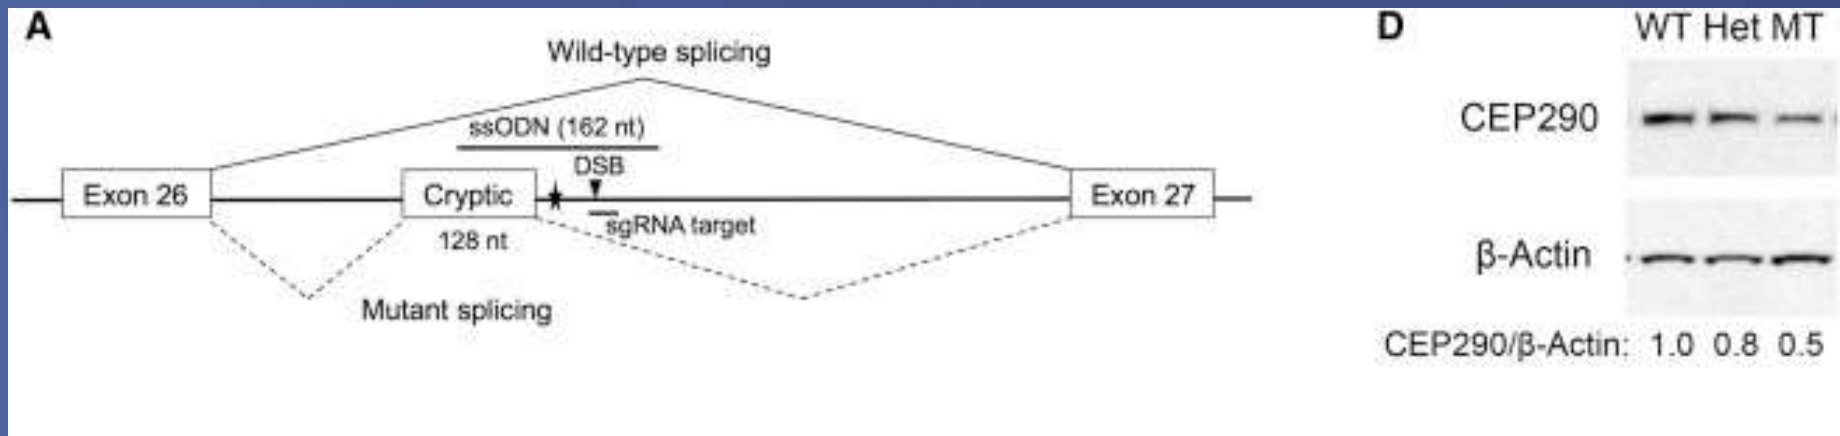 A
Wild-type splicing
ssODN (162 nt)
DSB
Exon 26
Cryptic
Exon 27
sgRNA target
128 nt
Mutant splicing
D
WT Het MT
CEP290
β-Actin
CEP290/β-Actin: 1.0 0.8 0.5